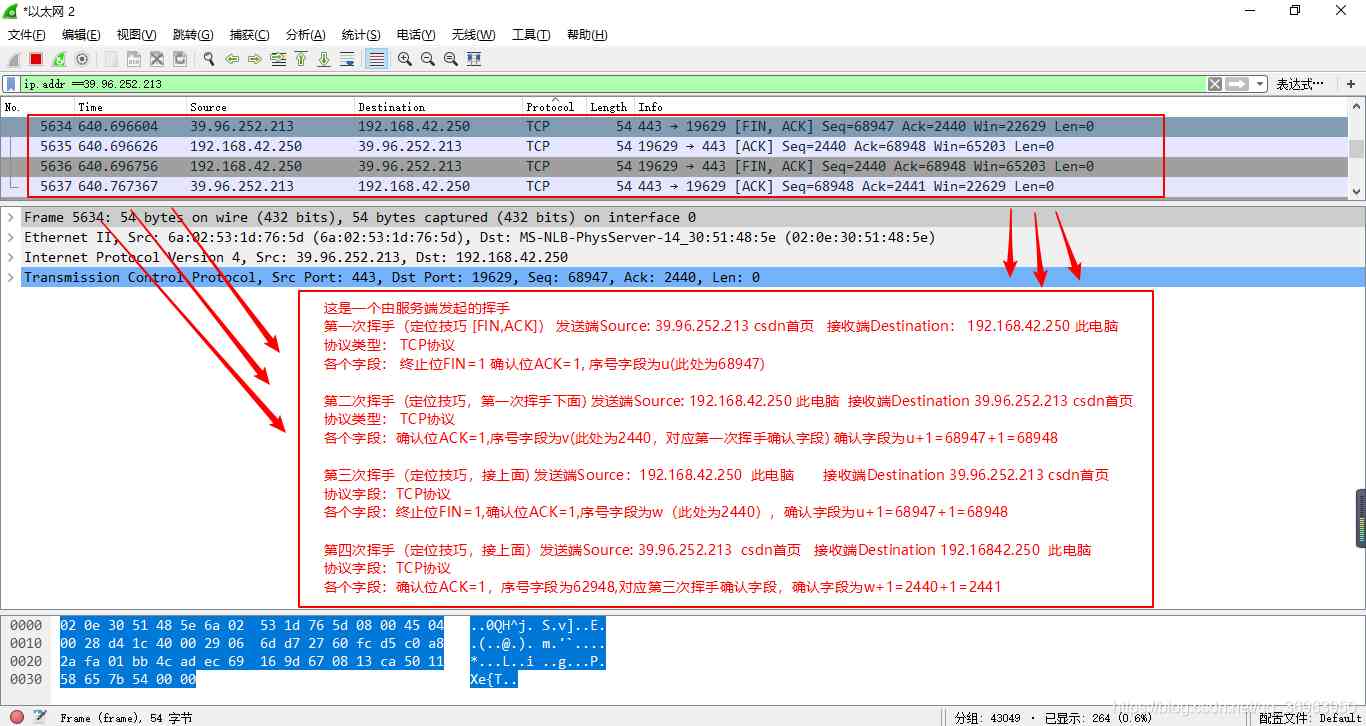 *以太网 2
文件(F) 编辑(E) 视图(V) 跳转(G) 捕获(C) 分析(A) 统计(S) 电话(Y) 无线(W) 工具(T) 帮助(H)
ip.addr ==39.96.252.213 表达式… +
No. Time Source Destination Protocol Length Info
5634 640.696604 39.96.252.213 192.168.42.250 TCP 54 443 → 19629 [FIN, ACK] Seq=68947 Ack=2440 Win=22629 Len=0
5635 640.696626 192.168.42.250 39.96.252.213 TCP 54 19629 → 443 [ACK] Seq=2440 Ack=68948 Win=65203 Len=0
5636 640.696756 192.168.42.250 39.96.252.213 TCP 54 19629 → 443 [FIN, ACK] Seq=2440 Ack=68948 Win=65203 Len=0
5637 640.767367 39.96.252.213 192.168.42.250 TCP 54 443 → 19629 [ACK] Seq=68948 Ack=2441 Win=22629 Len=0
Frame 5634: 54 bytes on wire (432 bits), 54 bytes captured (432 bits) on interface 0
Ethernet II, Src: 6a:02:53:1d:76:5d (6a:02:53:1d:76:5d), Dst: MS-NLB-PhysServer-14_30:51:48:5e (02:0e:30:51:48:5e)
Internet Protocol Version 4, Src: 39.96.252.213, Dst: 192.168.42.250
Transmission Control Protocol, Src Port: 443, Dst Port: 19629, Seq: 68947, Ack: 2440, Len: 0
这是一个由服务端发起的挥手
第一次挥手（定位技巧 [FIN,ACK]） 发送端Source: 39.96.252.213 csdn首页 接收端Destination： 192.168.42.250 此电脑
协议类型： TCP协议
各个字段： 终止位FIN=1 确认位ACK=1, 序号字段为u(此处为68947)
第二次挥手（定位技巧，第一次挥手下面) 发送端Source: 192.168.42.250 此电脑 接收端Destination 39.96.252.213 csdn首页
协议类型： TCP协议
各个字段：确认位ACK=1,序号字段为v(此处为2440，对应第一次挥手确认字段) 确认字段为u+1=68947+1=68948
第三次挥手（定位技巧，接上面) 发送端Source：192.168.42.250 此电脑 接收端Destination 39.96.252.213 csdn首页
协议字段：TCP协议
各个字段：终止位FIN=1,确认位ACK=1,序号字段为w（此处为2440），确认字段为u+1=68947+1=68948
第四次挥手（定位技巧，接上面）发送端Source: 39.96.252.213 csdn首页 接收端Destination 192.16842.250 此电脑
协议字段：TCP协议
各个字段：确认位ACK=1，序号字段为62948,对应第三次挥手确认字段，确认字段为w+1=2440+1=2441
0000 02 0e 30 51 48 5e 6a 02 53 1d 76 5d 08 00 45 04 ..0QH^j. S.v]..E.
0010 00 28 d4 1c 40 00 29 06 6d d7 27 60 fc d5 c0 a8 .(..@.). m.'`....
0020 2a fa 01 bb 4c ad ec 69 16 9d 67 08 13 ca 50 11 *...L..i ..g...P.
0030 58 65 7b 54 00 00 Xe{T..
Frame (frame), 54 字节 分组: 43049 · 已显示: 264 (0.6%) 配置文件: Default